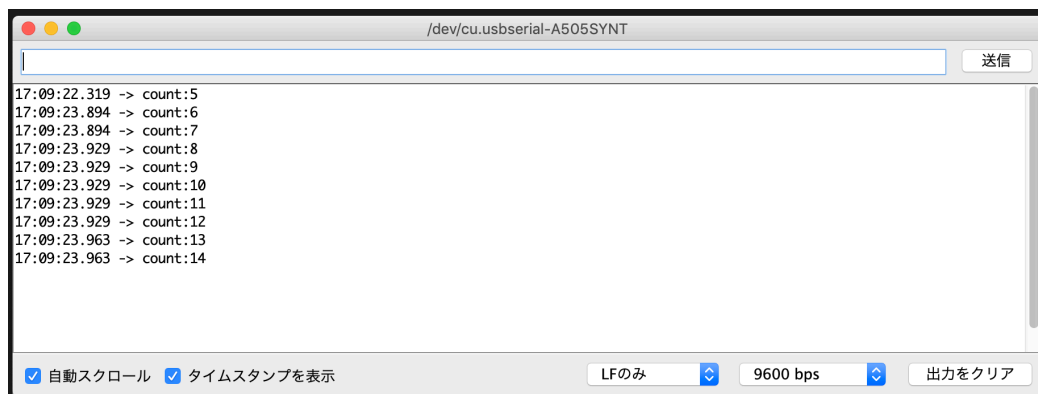 /dev/cu.usbserial-A505SYNT
送信
17:09:22.319 -> count:5
17:09:23.894 -> count:6
17:09:23.894 -> count:7
17:09:23.929 -> count:8
17:09:23.929 -> count:9
17:09:23.929 -> count:10
17:09:23.929 -> count:11
17:09:23.929 -> count:12
17:09:23.963 -> count:13
17:09:23.963 -> count:14
自動スクロール タイムスタンプを表示 LFのみ 9600 bps 出力をクリア